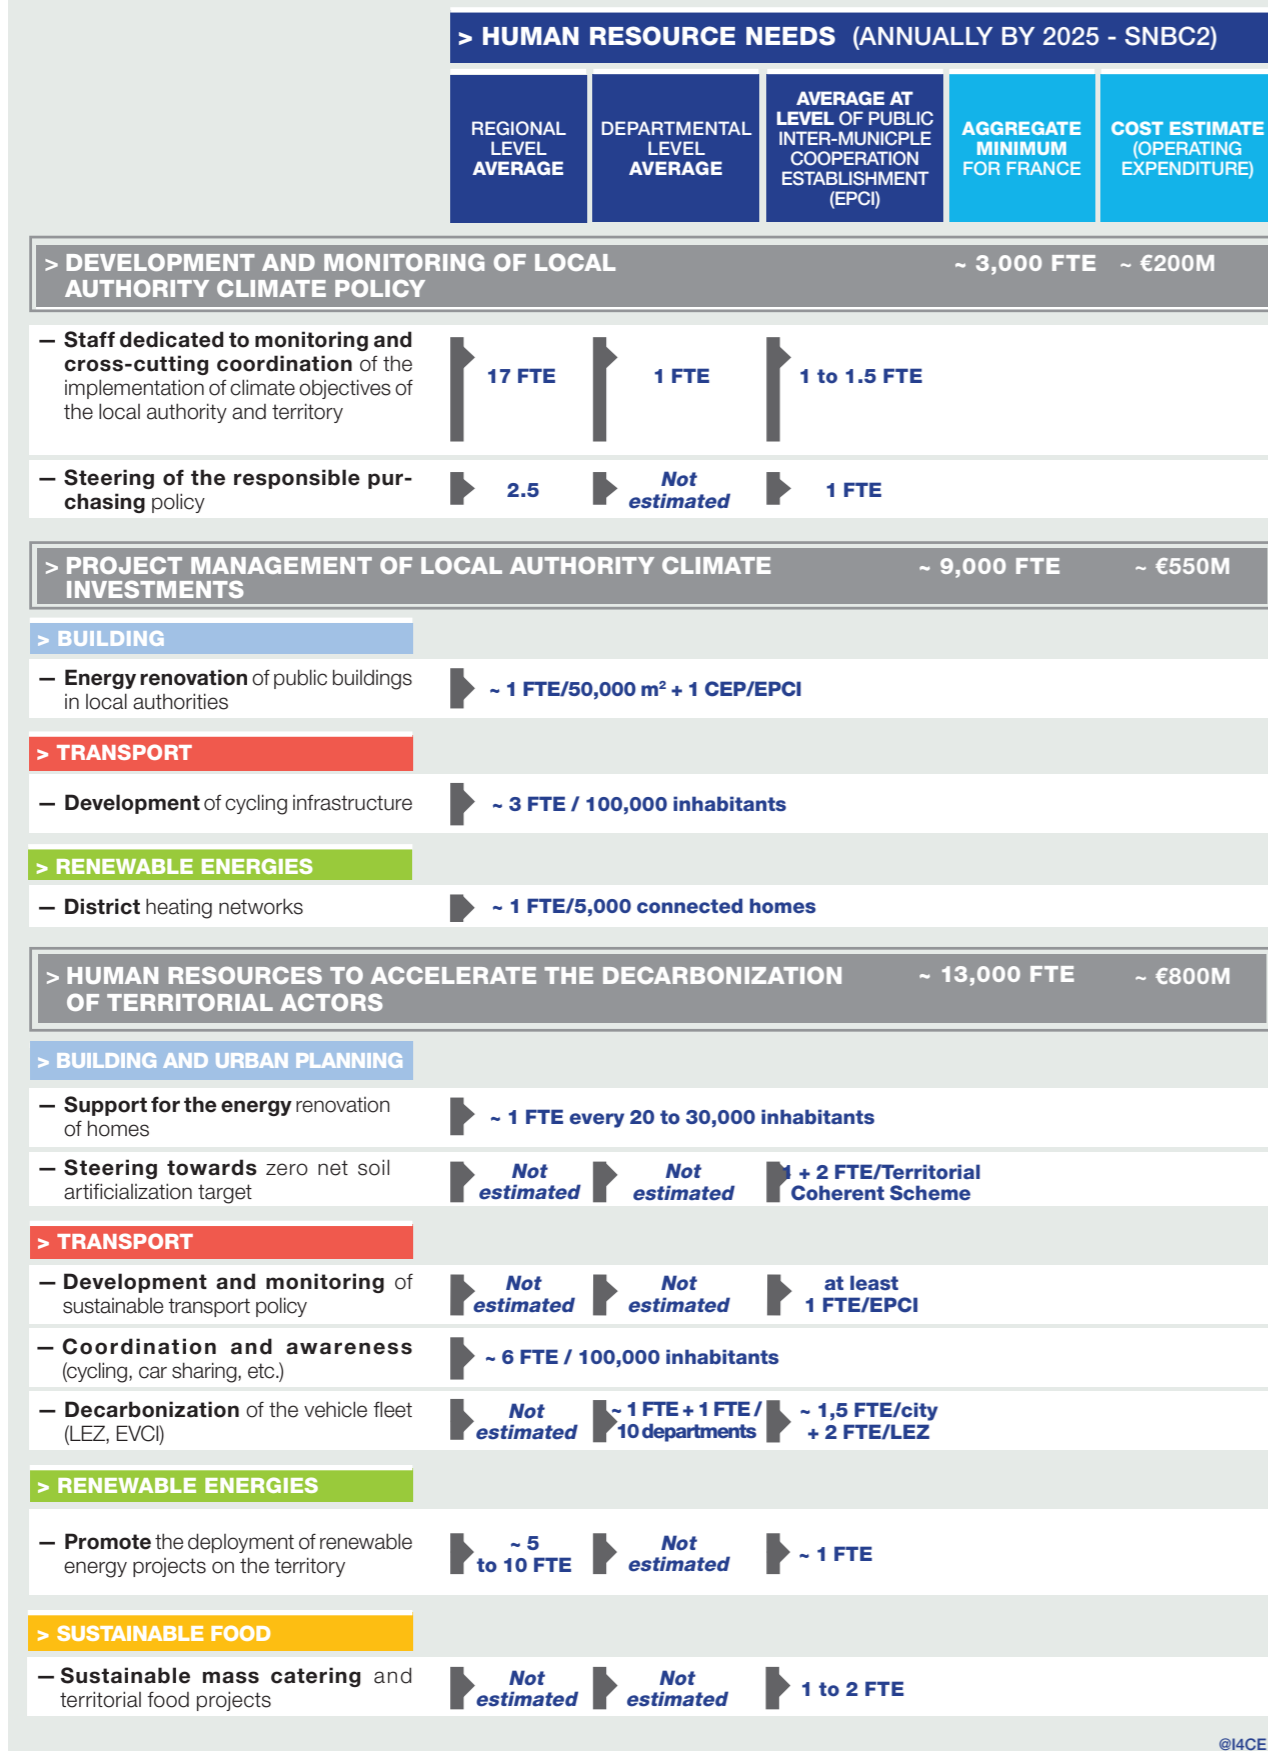 > HUMAN RESOURCE NEEDS (ANNUALLY BY 2025 - SNBC2)
REGIONAL
LEVEL
AVERAGE
DEPARTMENTAL
LEVEL
AVERAGE
AVERAGE AT
LEVEL OF PUBLIC
INTER-MUNICPLE
COOPERATION
ESTABLISHMENT
(EPCI)
AGGREGATE
MINIMUM
FOR FRANCE
COST ESTIMATE
(OPERATING
EXPENDITURE)
> DEVELOPMENT AND MONITORING OF LOCAL
AUTHORITY CLIMATE POLICY
~ 3,000 FTE ~ €200M
— Staff dedicated to monitoring and
cross-cutting coordination of the
implementation of climate objectives of
the local authority and territory
17 FTE
1 FTE
1 to 1.5 FTE
— Steering of the responsible pur-
chasing policy
2.5
Not
estimated
1 FTE
> PROJECT MANAGEMENT OF LOCAL AUTHORITY CLIMATE
INVESTMENTS
~ 9,000 FTE ~ €550M
> BUILDING
— Energy renovation of public buildings
in local authorities
~ 1 FTE/50,000 m² + 1 CEP/EPCI
> TRANSPORT
— Development of cycling infrastructure
~ 3 FTE / 100,000 inhabitants
> RENEWABLE ENERGIES
— District heating networks
~ 1 FTE/5,000 connected homes
> HUMAN RESOURCES TO ACCELERATE THE DECARBONIZATION
OF TERRITORIAL ACTORS
~ 13,000 FTE ~ €800M
> BUILDING AND URBAN PLANNING
— Support for the energy renovation
of homes
~ 1 FTE every 20 to 30,000 inhabitants
— Steering towards zero net soil
artificialization target
Not
estimated
Not
estimated
+ 2 FTE/Territorial
Coherent Scheme
> TRANSPORT
— Development and monitoring of
sustainable transport policy
Not
estimated
Not
estimated
at least
1 FTE/EPCI
— Coordination and awareness
(cycling, car sharing, etc.)
~ 6 FTE / 100,000 inhabitants
— Decarbonization of the vehicle fleet
(LEZ, EVCI)
Not
estimated
~ 1 FTE + 1 FTE /
10 departments
~ 1,5 FTE/city
+ 2 FTE/LEZ
> RENEWABLE ENERGIES
— Promote the deployment of renewable
energy projects on the territory
~ 5
to 10 FTE
Not
estimated
~ 1 FTE
> SUSTAINABLE FOOD
— Sustainable mass catering and
territorial food projects
Not
estimated
Not
estimated
1 to 2 FTE
@I4CE